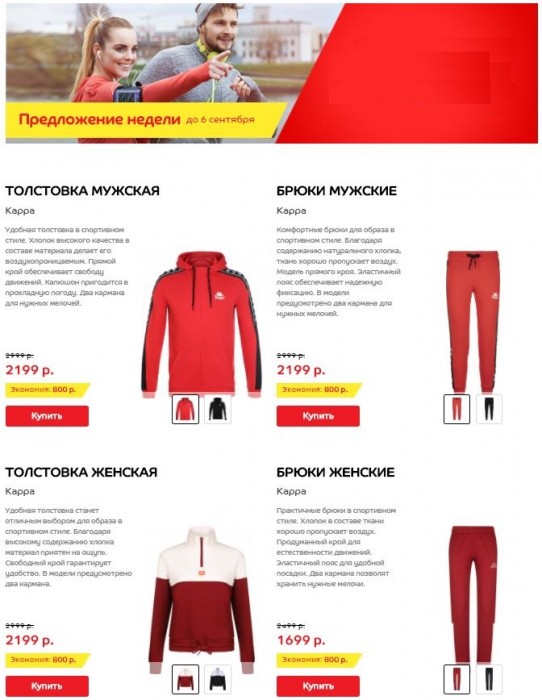 Предложение недели до 6 сентября
ТОЛСТОВКА МУЖСКАЯ
Kappa
Удобная толстовка в спортивном
стиле. Хлопок высокого качества в
составе материала делает его
воздухопроницаемым. Прямой
крой обеспечивает свободу
движений. Капюшон пригодится в
прохладную погоду. Два кармана
для нужных мелочей.
2999 р.
2199 р.
Экономия: 800 р.
Купить
БРЮКИ МУЖСКИЕ
Kappa
Комфортные брюки для образа в
спортивном стиле. Благодаря
содержанию натурального хлопка,
ткань хорошо пропускает воздух.
Модель прямого кроя. Эластичный
пояс обеспечивает надежную
фиксацию. В модели
предусмотрено два кармана для
нужных мелочей.
2999 р.
2199 р.
Экономия: 800 р.
Купить
ТОЛСТОВКА ЖЕНСКАЯ
Kappa
Удобная толстовка станет
отличным выбором для образа в
спортивном стиле. Благодаря
высокому содержанию хлопка
материал приятен на ощупь.
Свободный крой гарантирует
удобство. В модели предусмотрено
два кармана.
2999 р.
2199 р.
Экономия: 800 р.
Купить
БРЮКИ ЖЕНСКИЕ
Kappa
Практичные брюки в спортивном
стиле. Хлопок в составе ткани
хорошо пропускает воздух.
Продуманный крой для
естественности движений.
Эластичный пояс для удобной
посадки. Два кармана позволят
хранить нужные мелочи.
2499 р.
1699 р.
Экономия: 800 р.
Купить